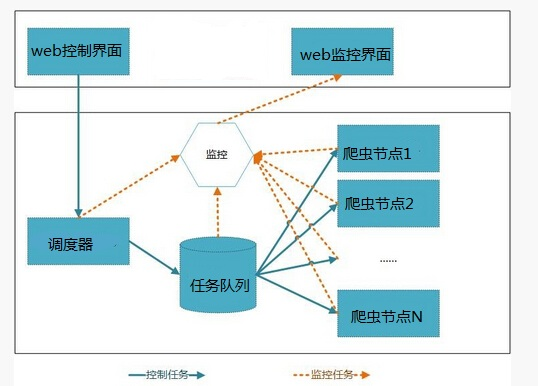 web控制界面
web监控界面
监控
爬虫节点1
爬虫节点2
调度器
任务队列
......
爬虫节点N
控制任务
监控任务